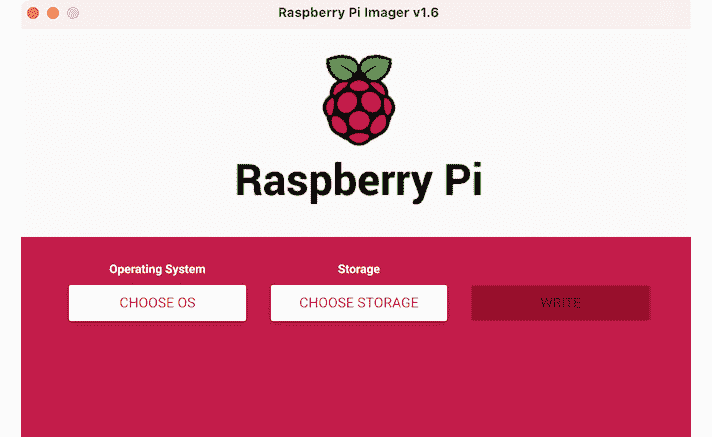 Raspberry Pi Imager v1.6
Raspberry Pi
Operating System
Storage
CHOOSE OS
CHOOSE STORAGE
WRITE